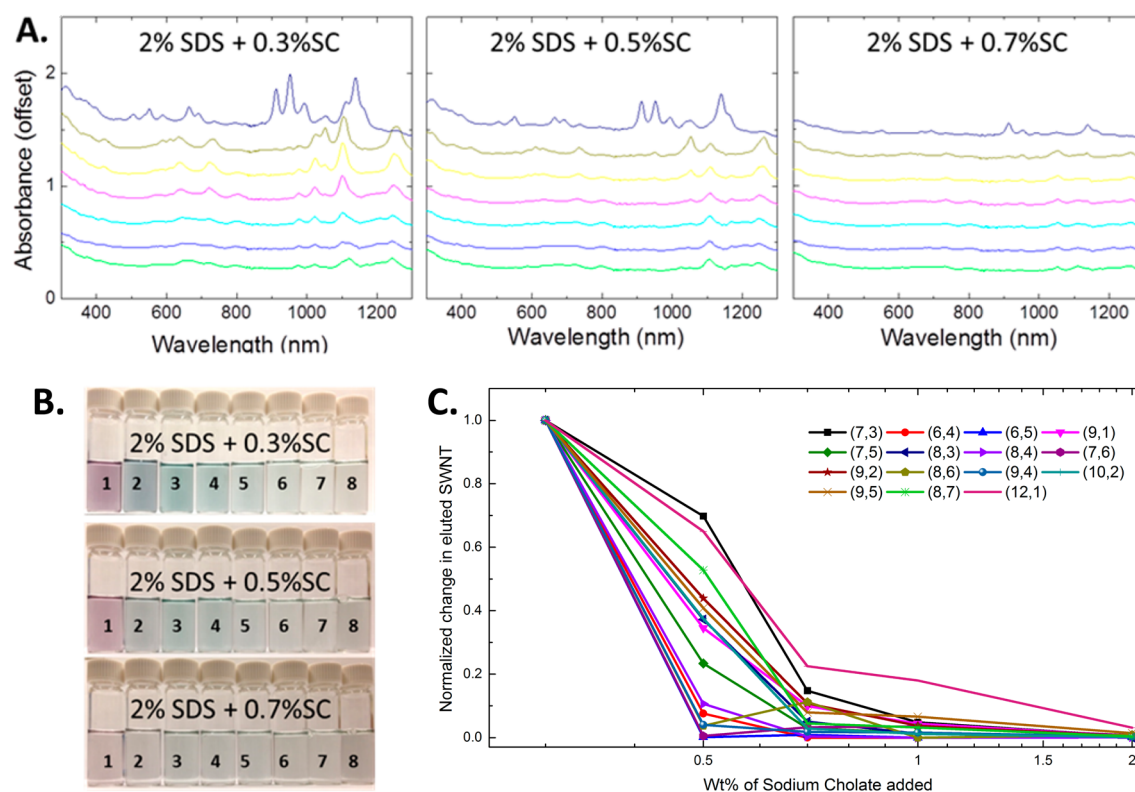 A.
2% SDS + 0.3%SC
2% SDS + 0.5%SC
2% SDS + 0.7%SC
Absorbance (offset)
2
1
0
400 600 800 1000 1200
400 600 800 1000 1200
400 600 800 1000 1200
Wavelength (nm)
Wavelength (nm)
Wavelength (nm)
B.
2% SDS + 0.3%SC
1 2 3 4 5 6 7 8
2% SDS + 0.5%SC
1 2 3 4 5 6 7 8
2% SDS + 0.7%SC
1 2 3 4 5 6 7 8
C.
Normalized change in eluted SWNT
1.0
0.8
0.6
0.4
0.2
0.0
(7,3) (6,4) (6,5) (9,1)
(7,5) (8,3) (8,4) (7,6)
(9,2) (8,6) (9,4) (10,2)
(9,5) (8,7) (12,1)
0.5 1 1.5 2
Wt% of Sodium Cholate added